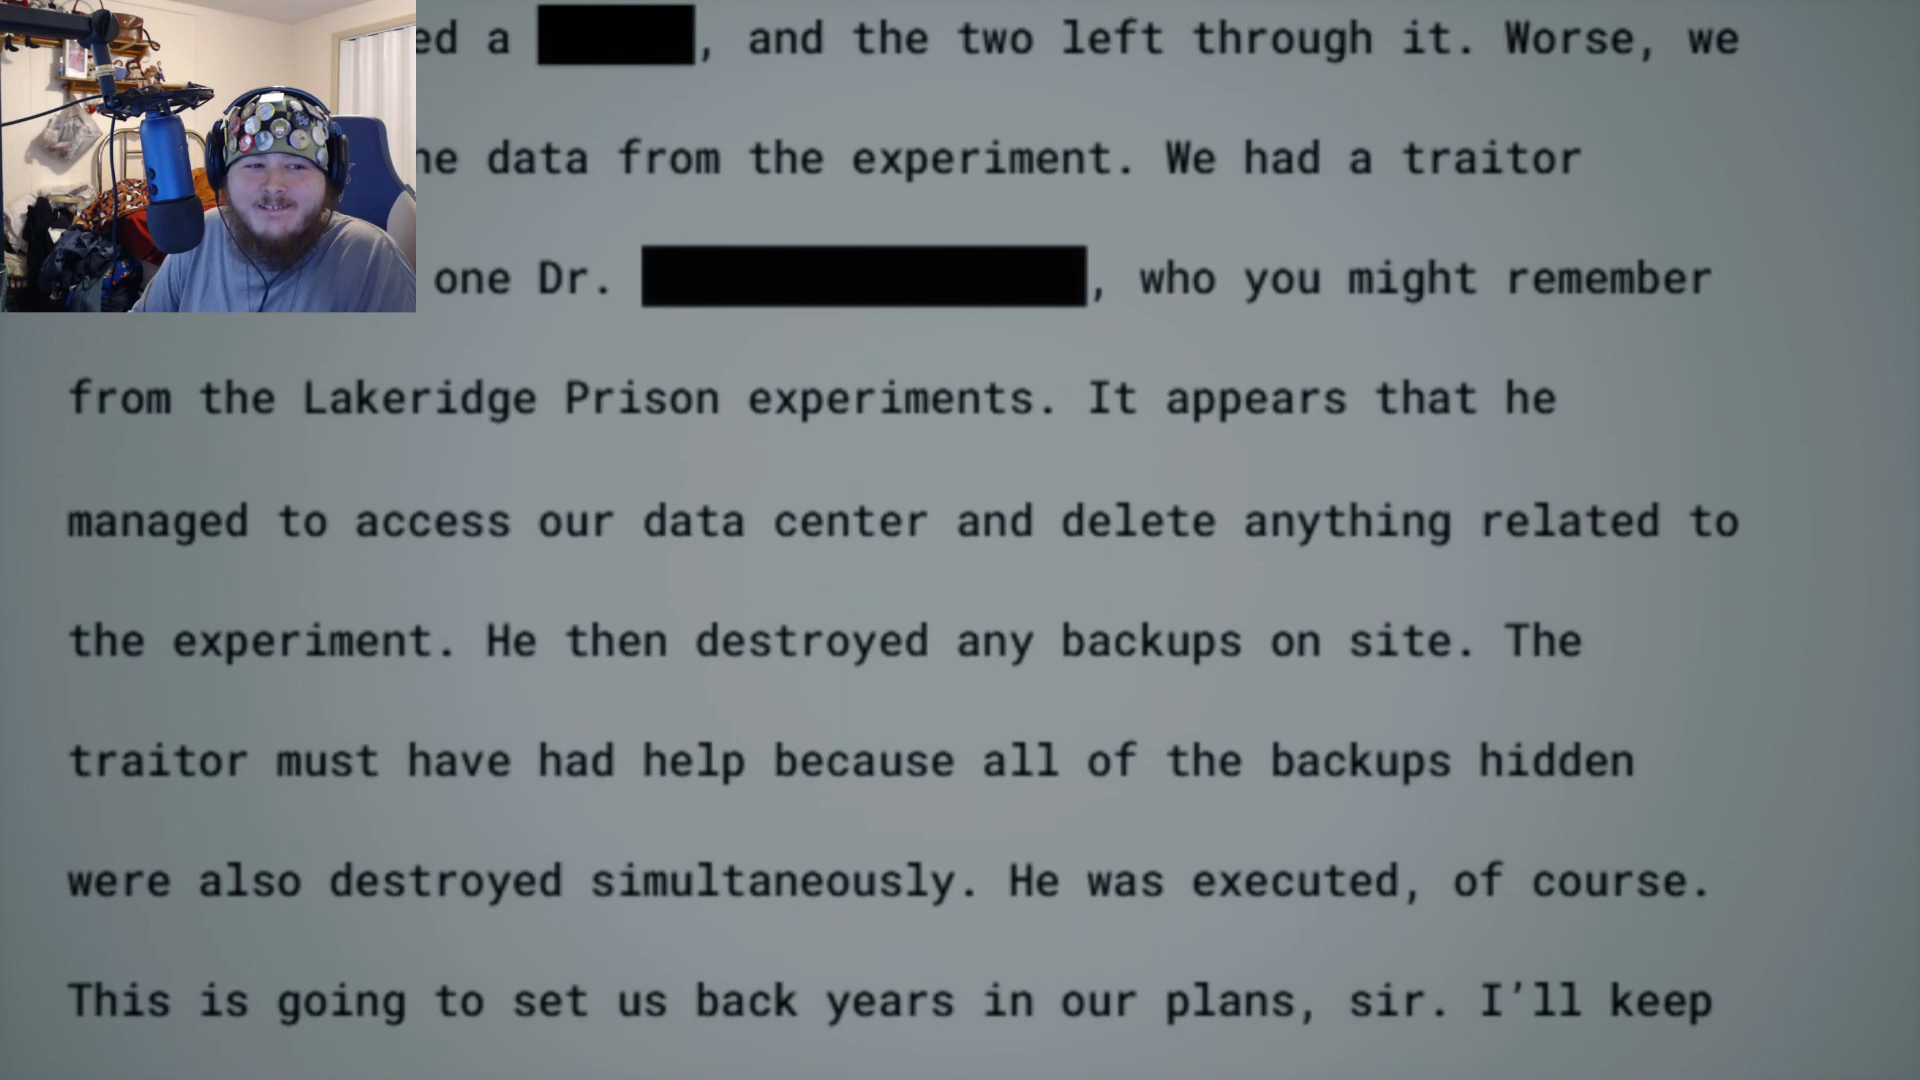 ed a , and the two left through it. Worse, we
he data from the experiment. We had a traitor
one Dr. , who you might remember
from the Lakeridge Prison experiments. It appears that he
managed to access our data center and delete anything related to
the experiment. He then destroyed any backups on site. The
traitor must have had help because all of the backups hidden
were also destroyed simultaneously. He was executed, of course.
This is going to set us back years in our plans, sir. I’ll keep